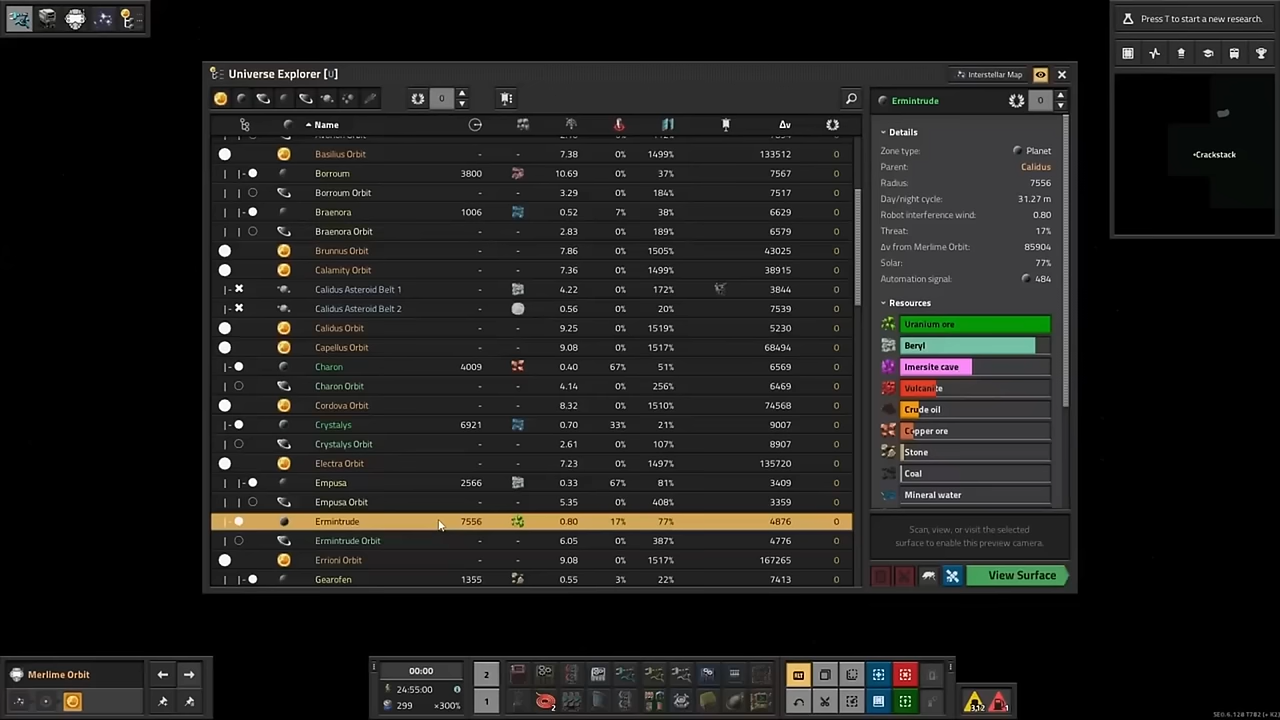 Press T to start a new research.
Universe Explorer [U]
Interstellar Map
0
Name Δv
Basilius Orbit - - 7.38 0% 1499% 133512 0
Borroum 3800 10.69 0% 37% 7567 0
Borroum Orbit - - 3.29 0% 184% 7517 0
Braenora 1006 0.52 7% 38% 6629 0
Braenora Orbit - - 2.83 0% 189% 6579 0
Brunnus Orbit - - 7.86 0% 1505% 43025 0
Calamity Orbit - - 7.36 0% 1499% 38915 0
Calidus Asteroid Belt 1 - 4.22 0% 172% 3844 0
Calidus Asteroid Belt 2 - 0.56 0% 20% 7539 0
Calidus Orbit - - 9.25 0% 1519% 5230 0
Capellus Orbit - - 9.08 0% 1517% 68494 0
Charon 4009 0.40 67% 51% 6569 0
Charon Orbit - - 4.14 0% 256% 6469 0
Cordova Orbit - - 8.32 0% 1510% 74568 0
Crystalys 6921 0.70 33% 21% 9007 0
Crystalys Orbit - - 2.61 0% 107% 8907 0
Electra Orbit - - 7.23 0% 1497% 135720 0
Empusa 2566 0.33 67% 81% 3409 0
Empusa Orbit - - 5.35 0% 408% 3359 0
Ermintrude 7556 0.80 17% 77% 4876 0
Ermintrude Orbit - - 6.05 0% 387% 4776 0
Errioni Orbit - - 9.08 0% 1517% 167265 0
Gearofen 1355 0.55 3% 22% 7413 0
Ermintrude 0
Details
Zone type: Planet
Parent: Calidus
Radius: 7556
Day/night cycle: 31.27 m
Robot interference wind: 0.80
Threat: 17%
Δv from Merlime Orbit: 85904
Solar: 77%
Automation signal: 484
Resources
Uranium ore
Beryl
Imersite cave
Vulcanite
Crude oil
Copper ore
Stone
Coal
Mineral water
Scan, view, or visit the selected
surface to enable this preview camera.
View Surface
Crackstack
Merlime Orbit
00:00
24:55:00
299 ×300%
2
1
2
ALT